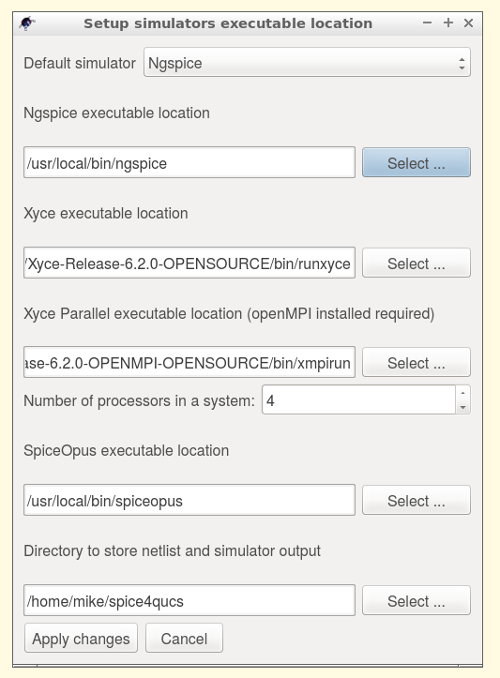 Setup simulators executable location
Default simulator Ngspice
Ngspice executable location
/usr/local/bin/ngspice Select ...
Xyce executable location
/Xyce-Release-6.2.0-OPENSOURCE/bin/runxyce Select ...
Xyce Parallel executable location (openMPI installed required)
ase-6.2.0-OPENMPI-OPENSOURCE/bin/xmpirun Select ...
Number of processors in a system: 4
SpiceOpus executable location
/usr/local/bin/spiceopus Select ...
Directory to store netlist and simulator output
/home/mike/spice4qucs Select ...
Apply changes Cancel